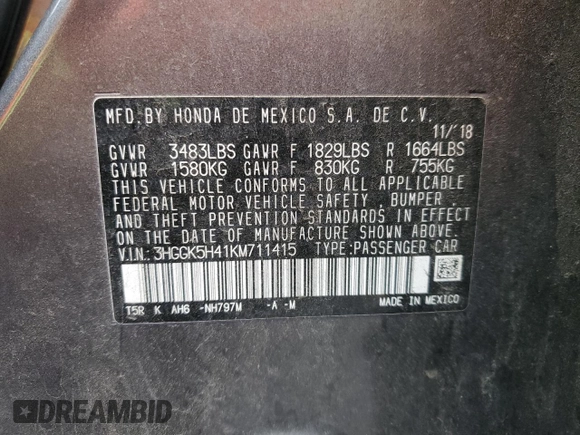 MFD.BY HONDA DE MEXICO S.A. DE C.V.
11/'18
GVWR 3483LBS GAWR F 1829LBS R 1664LBS
GVWR 1580KG GAWR F 830KG R 755KG
THIS VEHICLE CONFORMS TO ALL APPLICABLE
FEDERAL MOTOR VEHICLE SAFETY, BUMPER,
AND THEFT PREVENTION STANDARDS IN EFFECT
ON THE DATE OF MANUFACTURE SHOWN ABOVE.
V.I.N.: 3HGGK5H41KM711415 TYPE:PASSENGER CAR
T5R K AH6 -NH797M -A -M
MADE IN MEXICO
DREAMBID